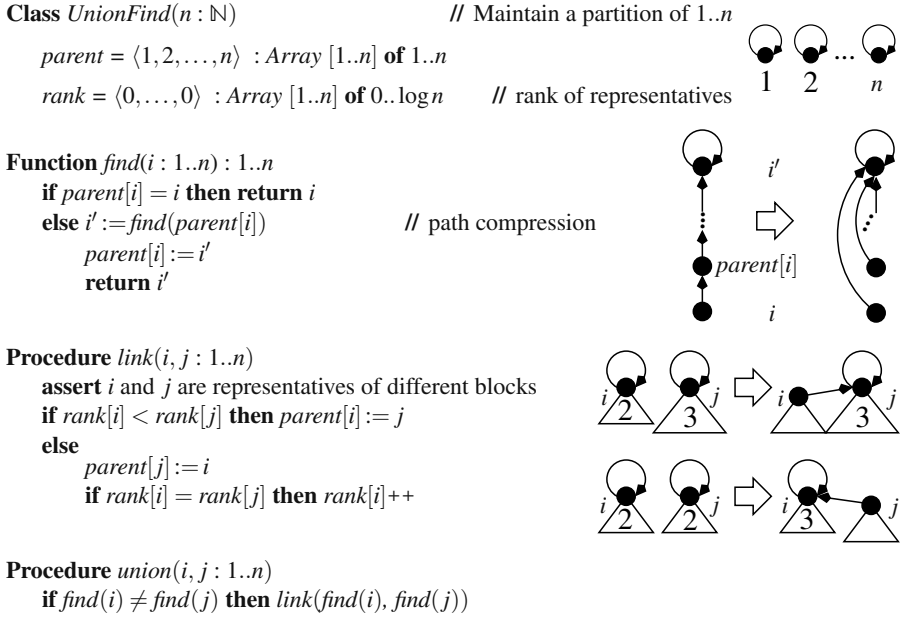 Class UnionFind(n : ℕ) // Maintain a partition of 1..n
parent = ⟨1,2,...,n⟩ : Array [1..n] of 1..n
rank = ⟨0,...,0⟩ : Array [1..n] of 0..log n // rank of representatives
1 2 ... n
Function find(i : 1..n) : 1..n
if parent[i] = i then return i
else i′ := find(parent[i]) // path compression
parent[i] := i′
return i′
i′
parent[i]
i
Procedure link(i, j : 1..n)
assert i and j are representatives of different blocks
if rank[i] < rank[j] then parent[i] := j
else
parent[j] := i
if rank[i] = rank[j] then rank[i]++
i 2 3 j i 3 j
i 2 2 j i 3 j
Procedure union(i, j : 1..n)
if find(i) ≠ find(j) then link(find(i), find(j))